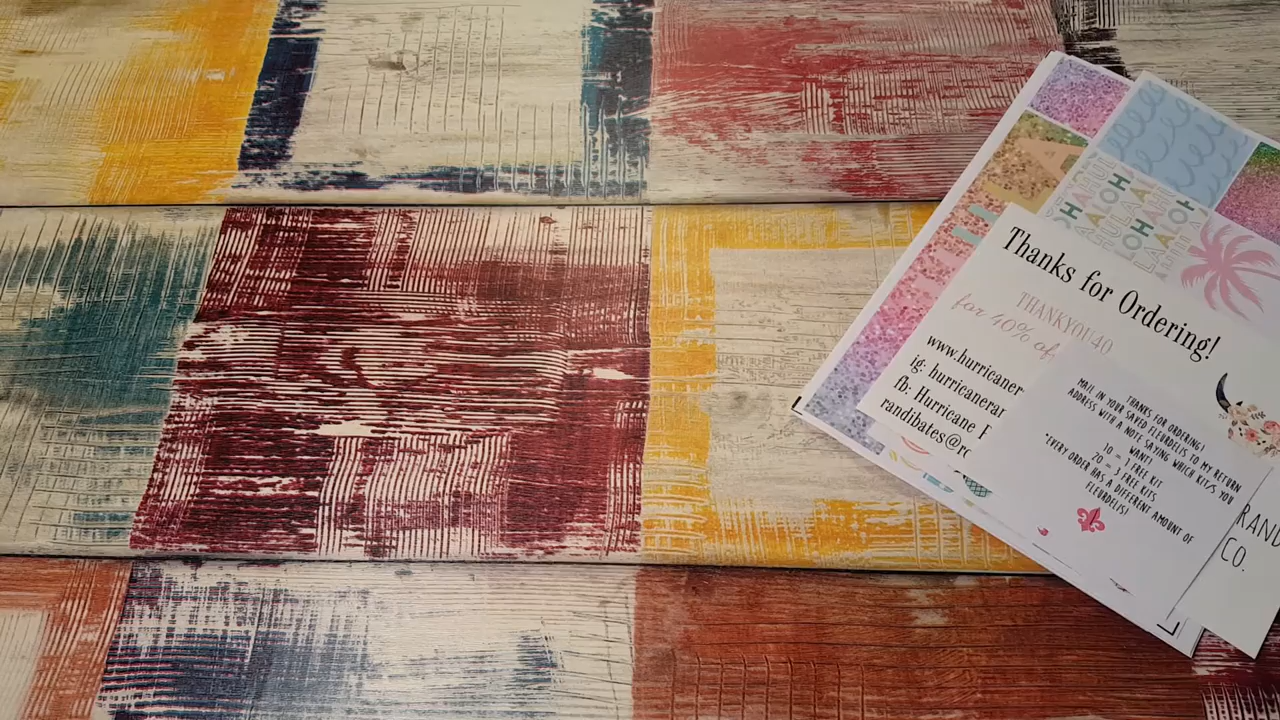 Thanks for Ordering!
THANKYOU40
for 40% of
www.hurricaner
ig: hurricaneran
fb: Hurricane
randibates@r
THANKS FOR ORDERING!
MAIL IN YOUR SAVED FLEURDELIS TO MY RETURN
ADDRESS WITH A NOTE SAYING WHICH KIT/S YOU
WANT!
10 = 1 FREE KIT
20 = 3 FREE KITS
*EVERY ORDER HAS A DIFFERENT AMOUNT OF
FLEURDELIS!
RAND
CO.